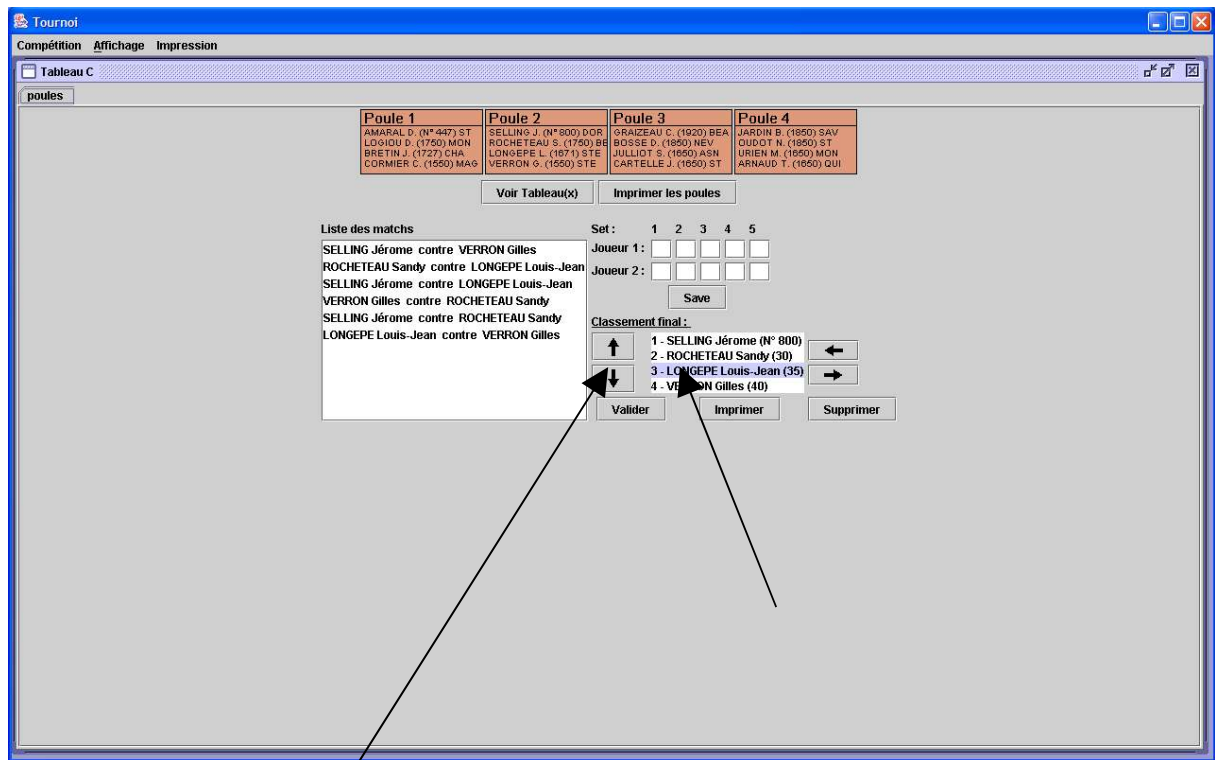 Tournoi
Compétition Affichage Impression
Tableau C
poules
Poule 1
AMARAL D. (N° 447) ST
LOGIOU D. (1750) MON
BRETIN J. (1727) CHA
CORMIER C. (1550) MAG
Poule 2
SELLING J. (N° 800) DOR
ROCHETEAU S. (1750) BE
LONGEPE L. (1671) STE
VERRON G. (1550) STE
Poule 3
GRAIZEAU C. (1920) BEA
BOSSE D. (1850) NEV
JULLIOT S. (1650) ASN
CARTELLE J. (1650) ST
Poule 4
JARDIN B. (1850) SAV
OUDOT N. (1850) ST
URIEN M. (1650) MON
ARNAUD T. (1650) QUI
Voir Tableau(x) Imprimer les poules
Liste des matchs
SELLING Jérome contre VERRON Gilles
ROCHETEAU Sandy contre LONGEPE Louis-Jean
SELLING Jérome contre LONGEPE Louis-Jean
VERRON Gilles contre ROCHETEAU Sandy
SELLING Jérome contre ROCHETEAU Sandy
LONGEPE Louis-Jean contre VERRON Gilles
Set : 1 2 3 4 5
Joueur 1 :
Joueur 2 :
Save
Classement final :
1 - SELLING Jérome (N° 800)
2 - ROCHETEAU Sandy (30)
3 - LONGEPE Louis-Jean (35)
4 - VERRON Gilles (40)
Valider Imprimer Supprimer